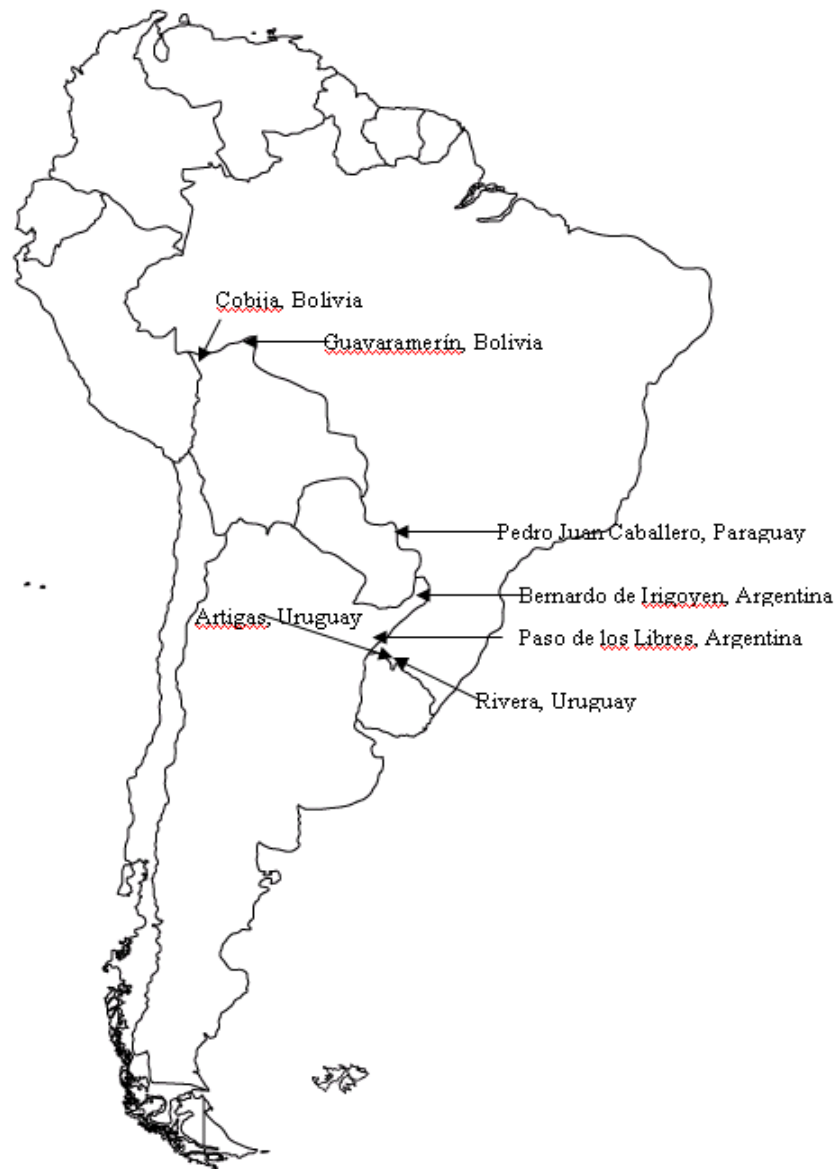 Cobija, Bolivia
Guayaramerín, Bolivia
Pedro Juan Caballero, Paraguay
Bernardo de Irigoyen, Argentina
Artigas, Uruguay
Paso de los Libres, Argentina
Rivera, Uruguay